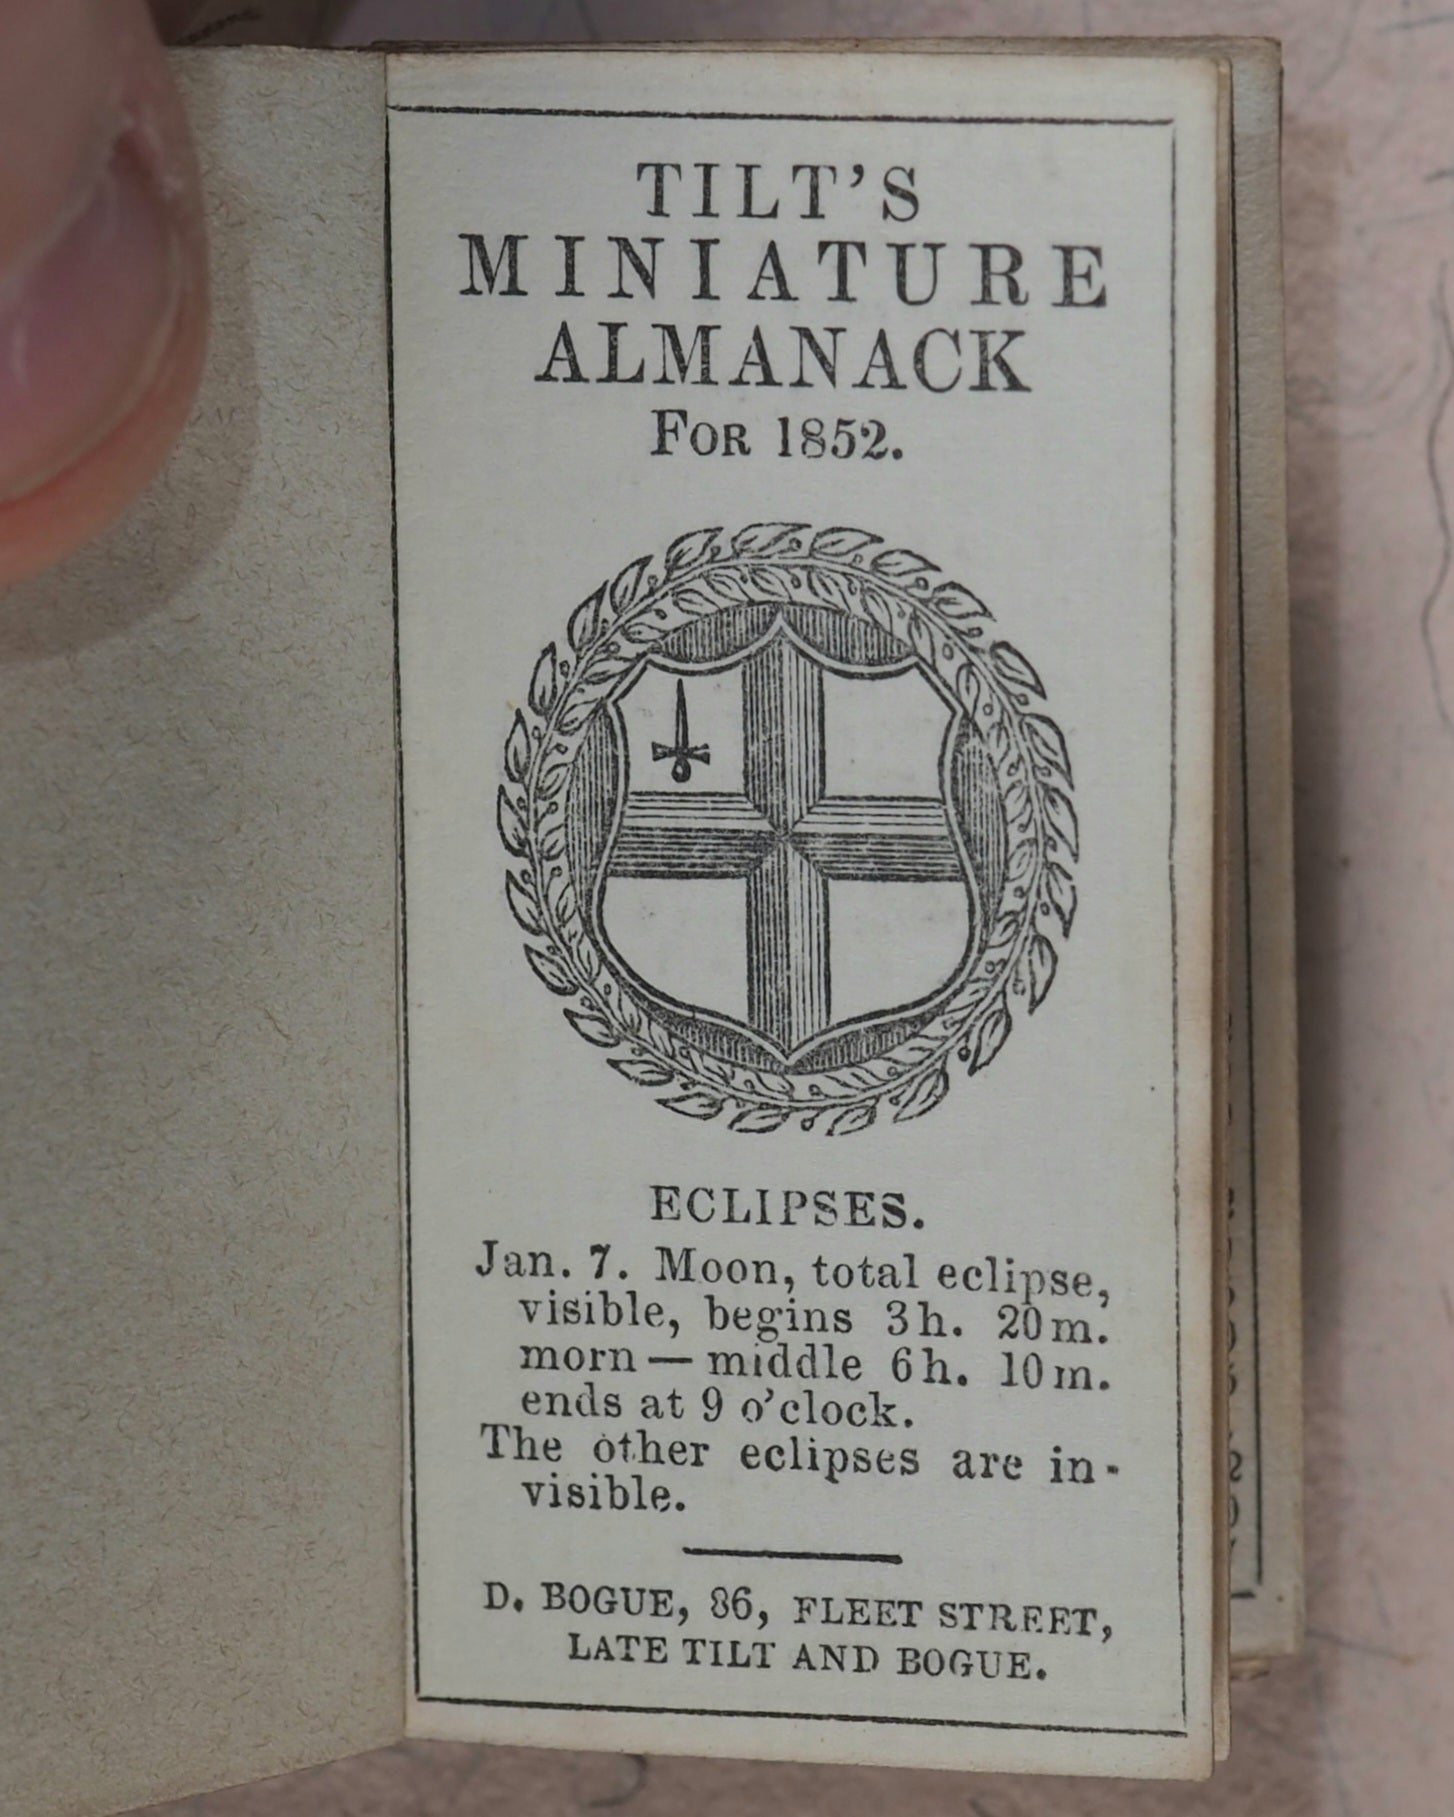 TILT'S
MINIATURE
ALMANACK
FOR 1852.
ECLIPSES.
Jan. 7. Moon, total eclipse,
visible, begins 3h. 20m.
morn — middle 6h. 10m.
ends at 9 o'clock.
The other eclipses are in-
visible.
D. BOGUE, 86, FLEET STREET,
LATE TILT AND BOGUE.